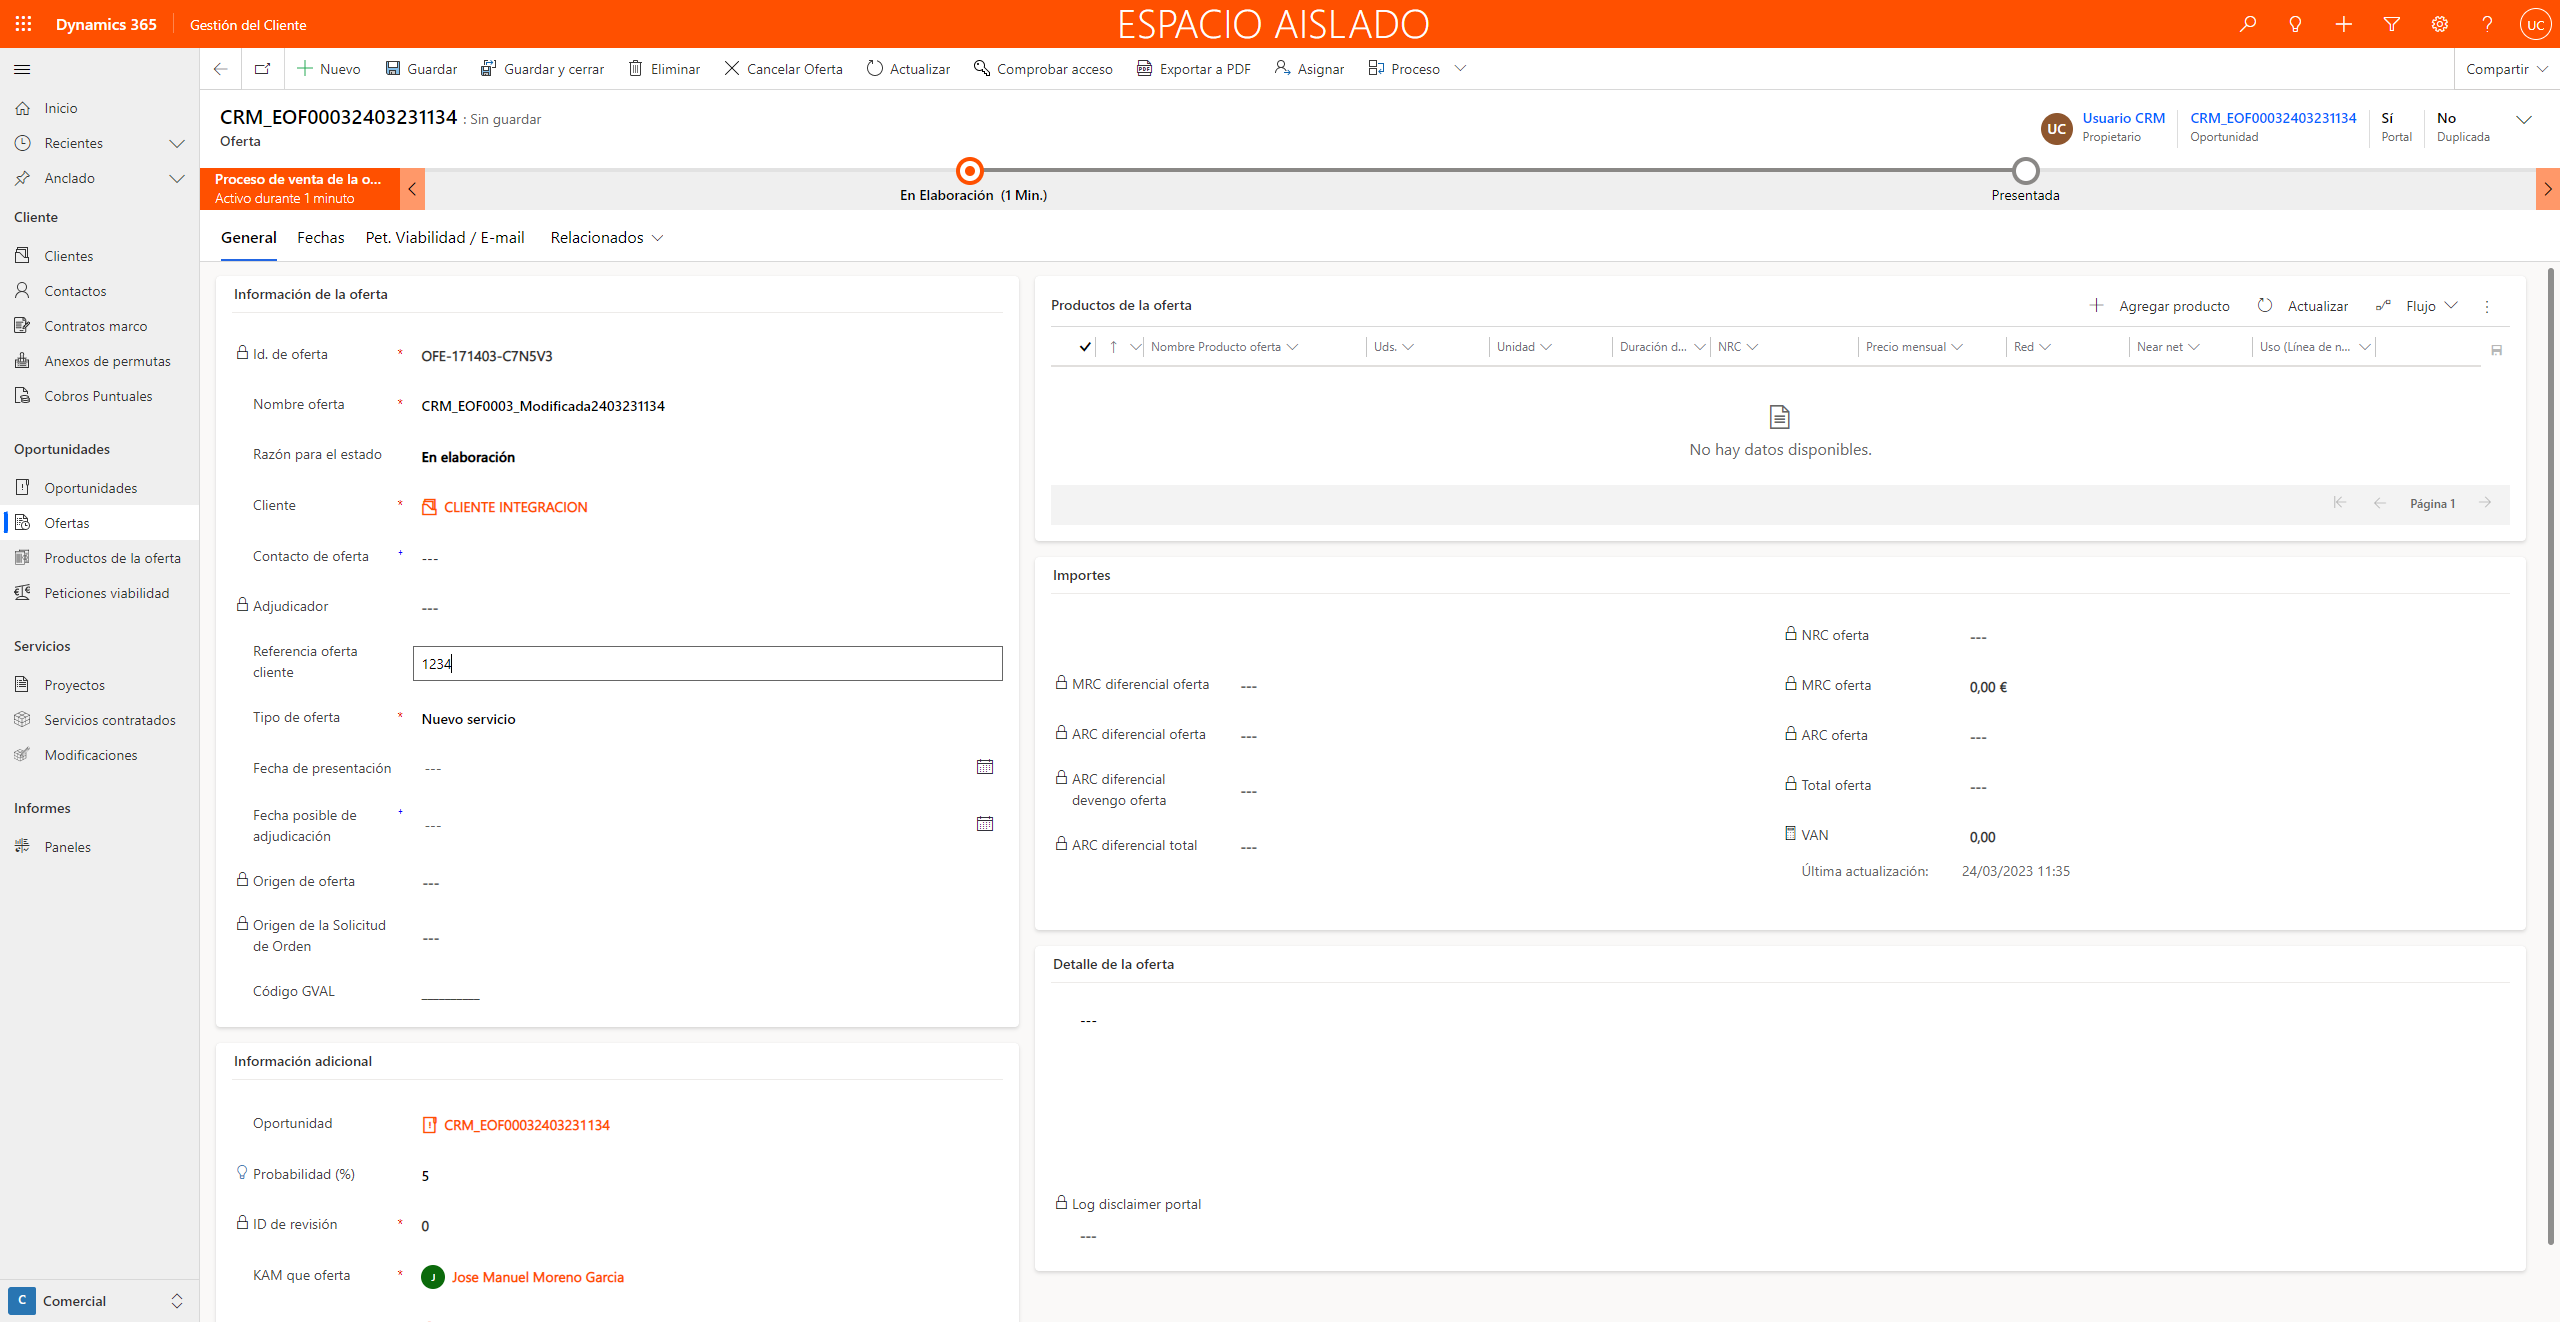 Dynamics 365
Gestión del Cliente
ESPACIO AISLADO
UC
Nuevo
Guardar
Guardar y cerrar
Eliminar
Cancelar Oferta
Actualizar
Comprobar acceso
Exportar a PDF
Asignar
Proceso
Compartir
Inicio
Recientes
Anclado
Cliente
Clientes
Contactos
Contratos marco
Anexos de permutas
Cobros Puntuales
Oportunidades
Oportunidades
Ofertas
Productos de la oferta
Peticiones viabilidad
Servicios
Proyectos
Servicios contratados
Modificaciones
Informes
Paneles
C
Comercial
CRM_EOF00032403231134 : Sin guardar
Oferta
UC
Usuario CRM
Propietario
CRM_EOF00032403231134
Oportunidad
Sí
Portal
No
Duplicada
Proceso de venta de la o...
Activo durante 1 minuto
En Elaboración (1 Min.)
Presentada
General
Fechas
Pet. Viabilidad / E-mail
Relacionados
Información de la oferta
Id. de oferta * OFE-171403-C7N5V3
Nombre oferta * CRM_EOF0003_Modificada2403231134
Razón para el estado En elaboración
Cliente * CLIENTE INTEGRACION
Contacto de oferta + ---
Adjudicador ---
Referencia oferta
cliente
1234
Tipo de oferta * Nuevo servicio
Fecha de presentación ---
Fecha posible de
adjudicación
+ ---
Origen de oferta ---
Origen de la Solicitud
de Orden
---
Código GVAL __________
Información adicional
Oportunidad CRM_EOF00032403231134
Probabilidad (%) 5
ID de revisión * 0
KAM que oferta * J Jose Manuel Moreno Garcia
Productos de la oferta
Agregar producto
Actualizar
Flujo
Nombre Producto oferta
Uds.
Unidad
Duración d...
NRC
Precio mensual
Red
Near net
Uso (Línea de n...
No hay datos disponibles.
Página 1
Importes
MRC diferencial oferta ---
ARC diferencial oferta ---
ARC diferencial
devengo oferta
---
ARC diferencial total ---
NRC oferta ---
MRC oferta 0,00 €
ARC oferta ---
Total oferta ---
VAN 0,00
Última actualización: 24/03/2023 11:35
Detalle de la oferta
---
Log disclaimer portal
---